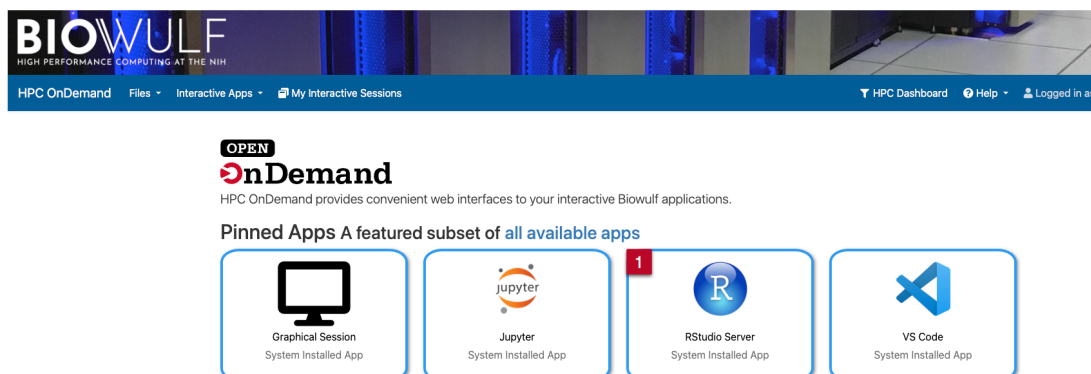 BIOWULF
HIGH PERFORMANCE COMPUTING AT THE NIH
HPC OnDemand Files Interactive Apps My Interactive Sessions HPC Dashboard Help Logged in as
OPEN
OnDemand
HPC OnDemand provides convenient web interfaces to your interactive Biowulf applications.
Pinned Apps A featured subset of all available apps
1
jupyter
R
Graphical Session Jupyter RStudio Server VS Code
System Installed App System Installed App System Installed App System Installed App